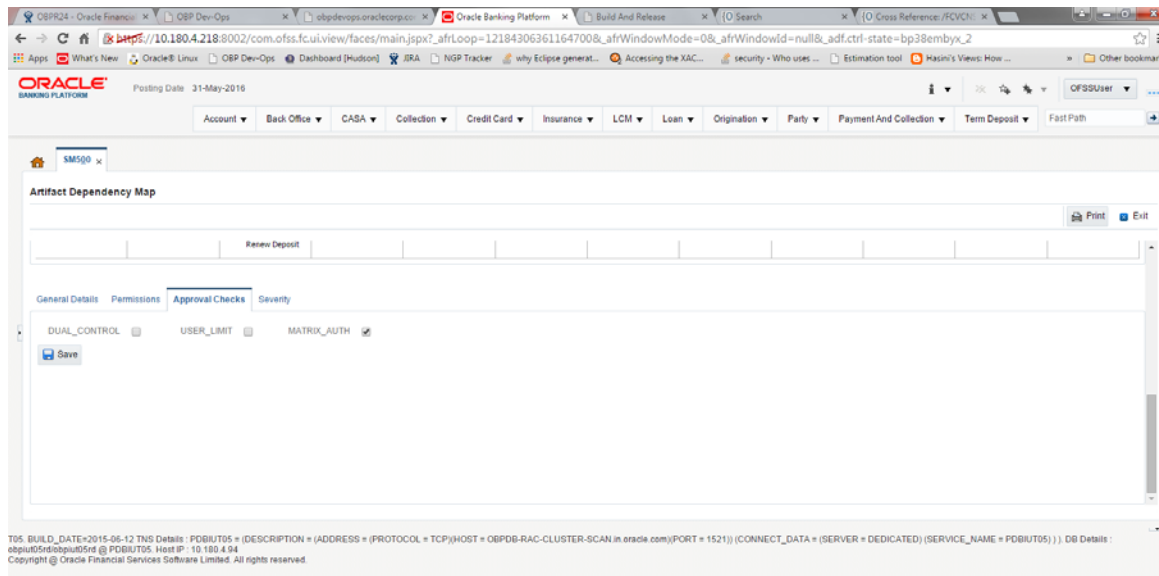 OBPR24 - Oracle Financial
OBP Dev-Ops
obpdevops.oraclecorp.co
Oracle Banking Platform
Build And Release
{O Search
{O Cross Reference: /FCVCN
https://10.180.4.218:8002/com.ofss.fc.ui.view/faces/main.jspx?_afrLoop=12184306361164700&_afrWindowMode=0&_afrWindowId=null&_adf.ctrl-state=bp38embyx_2
Apps What's New Oracle® Linux OBP Dev-Ops Dashboard [Hudson] JIRA NGP Tracker why Eclipse generat... Accessing the XAC... security - Who uses ... Estimation tool Hasini's Views: How ... » Other bookmar
ORACLE
BANKING PLATFORM
Posting Date 31-May-2016
OFSSUser
Account Back Office CASA Collection Credit Card Insurance LCM Loan Origination Party Payment And Collection Term Deposit Fast Path
SM500 x
Artifact Dependency Map
Print Exit
Renew Deposit
General Details Permissions Approval Checks Severity
DUAL_CONTROL USER_LIMIT MATRIX_AUTH
Save
T05. BUILD_DATE=2015-06-12 TNS Details : PDBIUT05 = (DESCRIPTION = (ADDRESS = (PROTOCOL = TCP)(HOST = OBPDB-RAC-CLUSTER-SCAN.in.oracle.com)(PORT = 1521)) (CONNECT_DATA = (SERVER = DEDICATED) (SERVICE_NAME = PDBIUT05) ) ). DB Details :
obpiut05rd/obpiut05rd @ PDBIUT05. Host IP : 10.180.4.94
Copyright @ Oracle Financial Services Software Limited. All rights reserved.